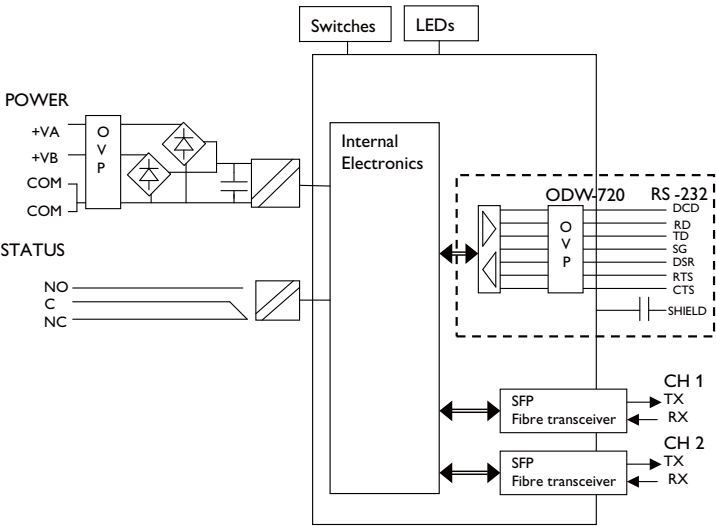 Switches
LEDs
POWER
+VA
+VB
COM
COM
O
V
P
Internal
Electronics
ODW-720
RS -232
O
V
P
DCD
RD
TD
SG
DSR
RTS
CTS
SHIELD
STATUS
NO
C
NC
CH 1
SFP
Fibre transceiver
TX
RX
CH 2
SFP
Fibre transceiver
TX
RX